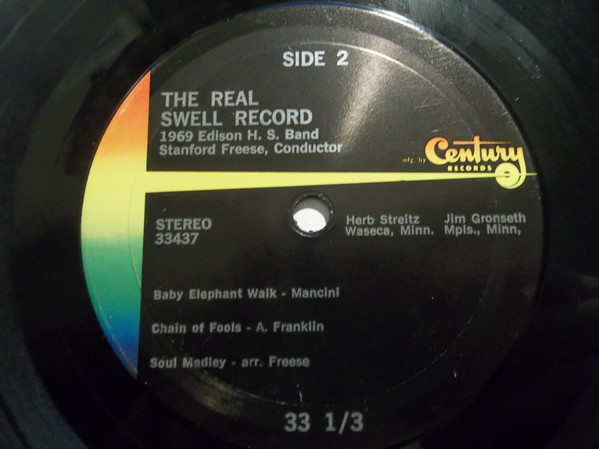 SIDE 2
THE REAL
SWELL RECORD
1969 Edison H. S. Band
Stanford Freese, Conductor
mfg. by Century
RECORDS
STEREO
33437
Herb Streitz Jim Gronseth
Waseca, Minn. Mpls., Minn,
Baby Elephant Walk - Mancini
Chain of Fools - A. Franklin
Soul Medley - arr. Freese
33 1/3